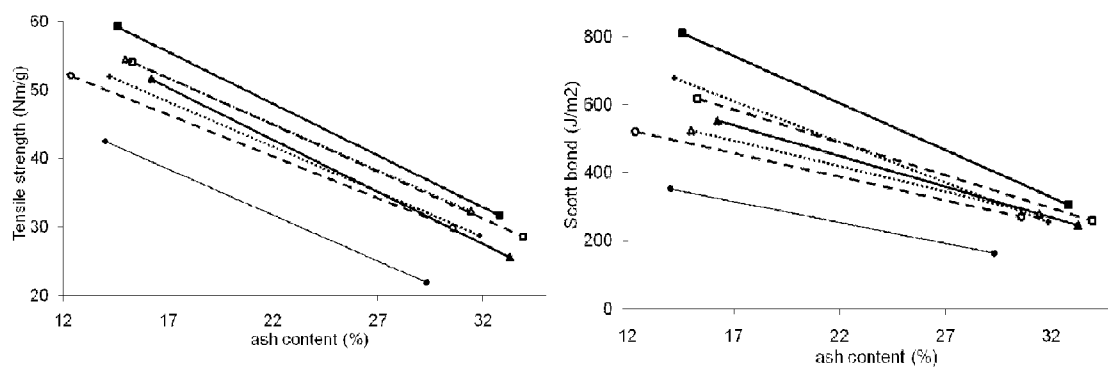 60
50
40
30
20
Tensile strength (Nm/g)
12 17 22 27 32
ash content (%)
800
600
400
200
0
Scott bond (J/m2)
12 17 22 27 32
ash content (%)